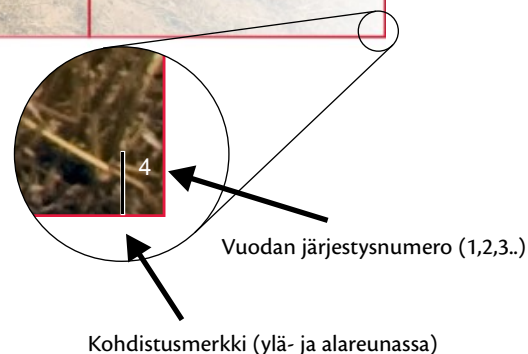 4
Vuodan järjestysnumero (1,2,3..)
Kohdistusmerkki (ylä- ja alareunassa)